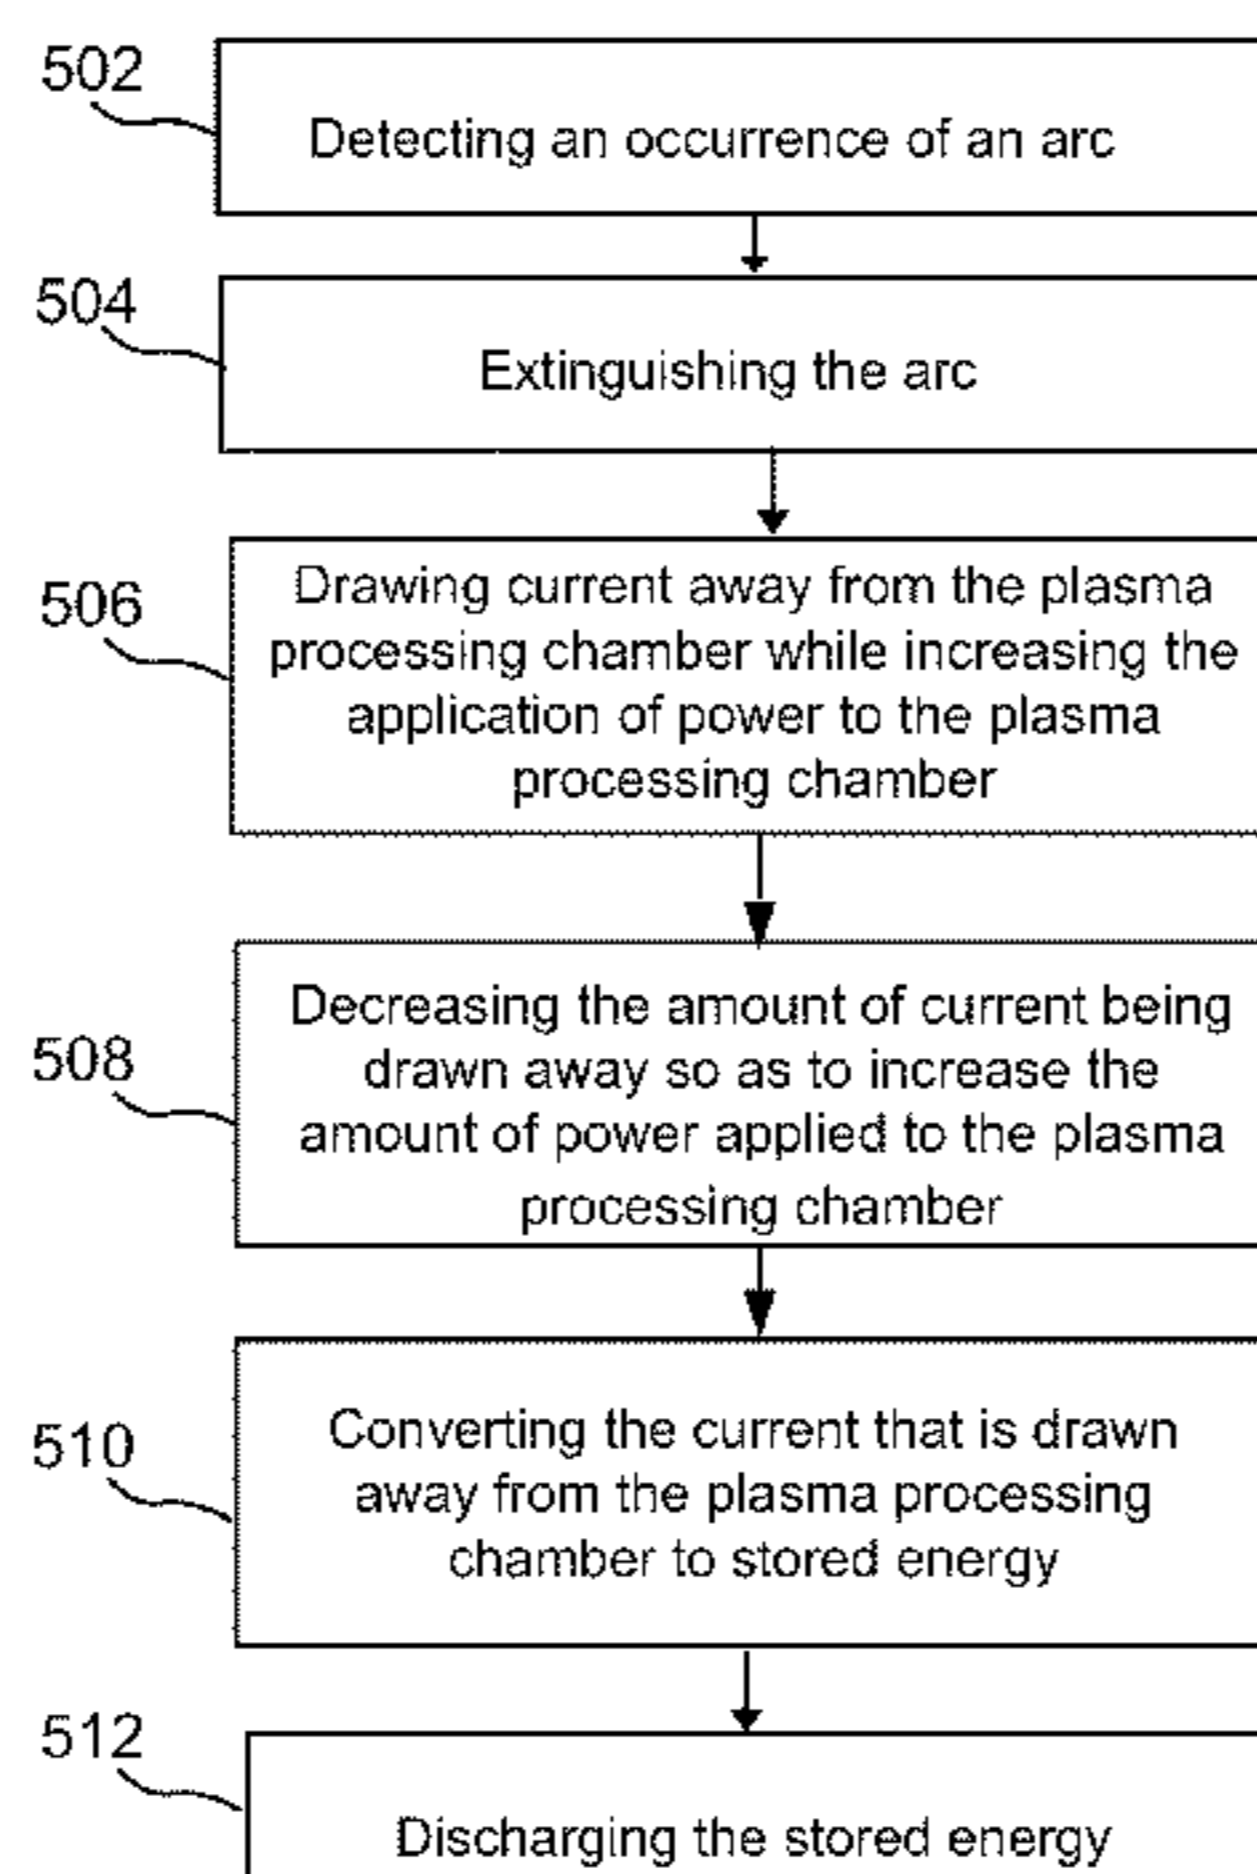 502
Detecting an occurrence of an arc
504
Extinguishing the arc
506
Drawing current away from the plasma
processing chamber while increasing the
application of power to the plasma
processing chamber
508
Decreasing the amount of current being
drawn away so as to increase the
amount of power applied to the plasma
processing chamber
510
Converting the current that is drawn
away from the plasma processing
chamber to stored energy
512
Discharging the stored energy